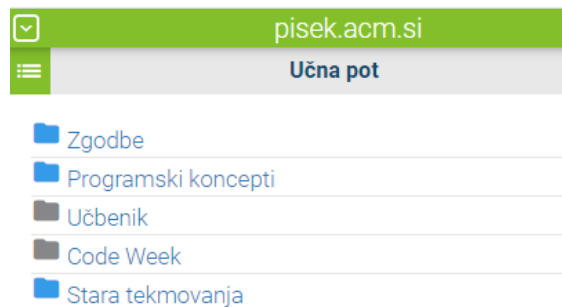 pisek.acm.si
Učna pot
Zgodbe
Programski koncepti
Učbenik
Code Week
Stara tekmovanja